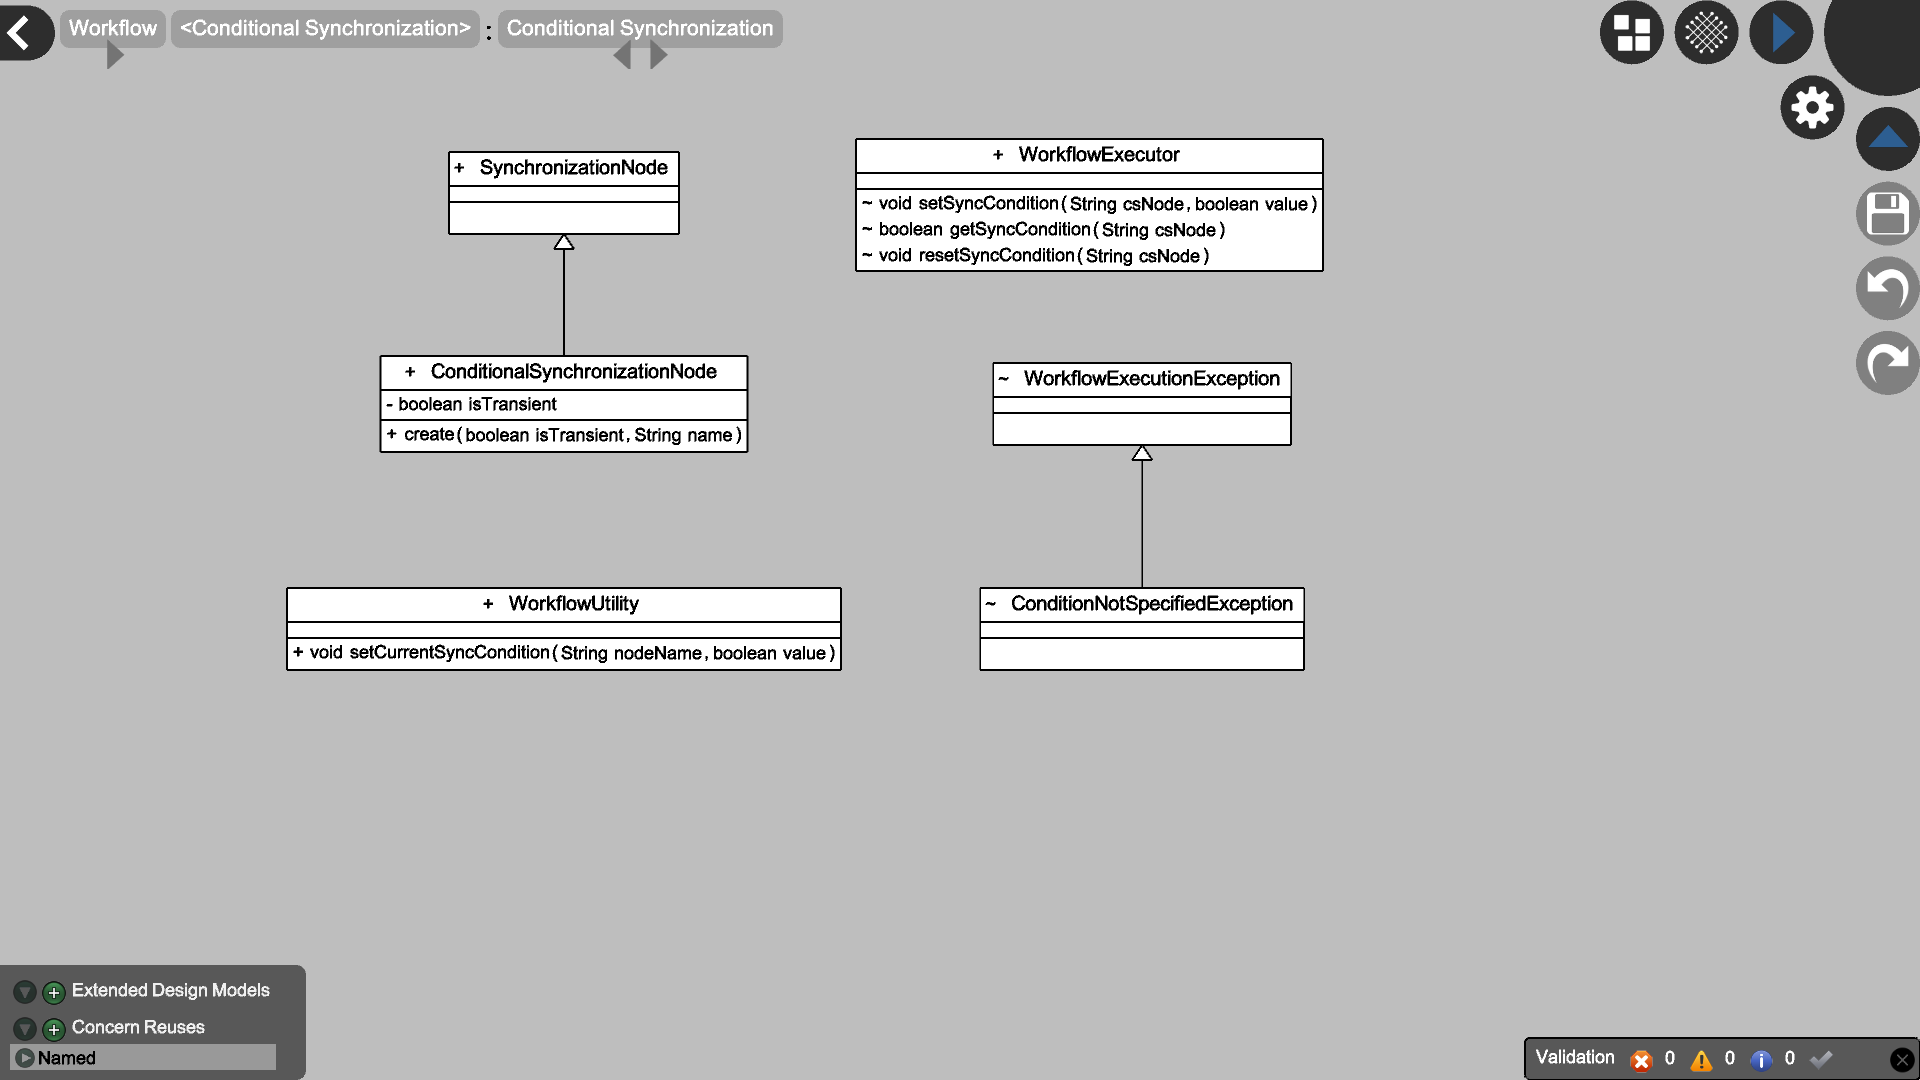 Workflow <Conditional Synchronization> : Conditional Synchronization
+ SynchronizationNode
+ WorkflowExecutor
~ void setSyncCondition(String csNode, boolean value)
~ boolean getSyncCondition(String csNode)
~ void resetSyncCondition(String csNode)
+ ConditionalSynchronizationNode
- boolean isTransient
+ create(boolean isTransient, String name)
~ WorkflowExecutionException
+ WorkflowUtility
+ void setCurrentSyncCondition(String nodeName, boolean value)
~ ConditionNotSpecifiedException
Extended Design Models
Concern Reuses
Named
Validation 0 0 0